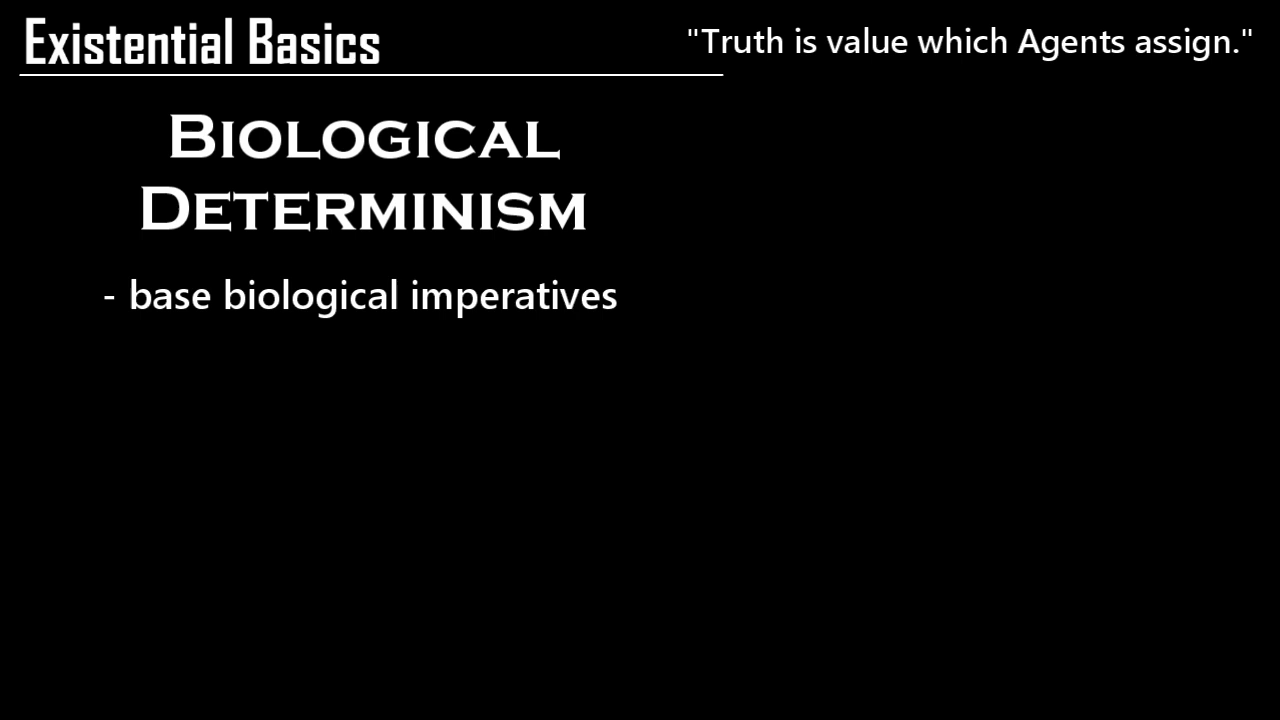 Existential Basics
"Truth is value which Agents assign."
Biological
Determinism
- base biological imperatives